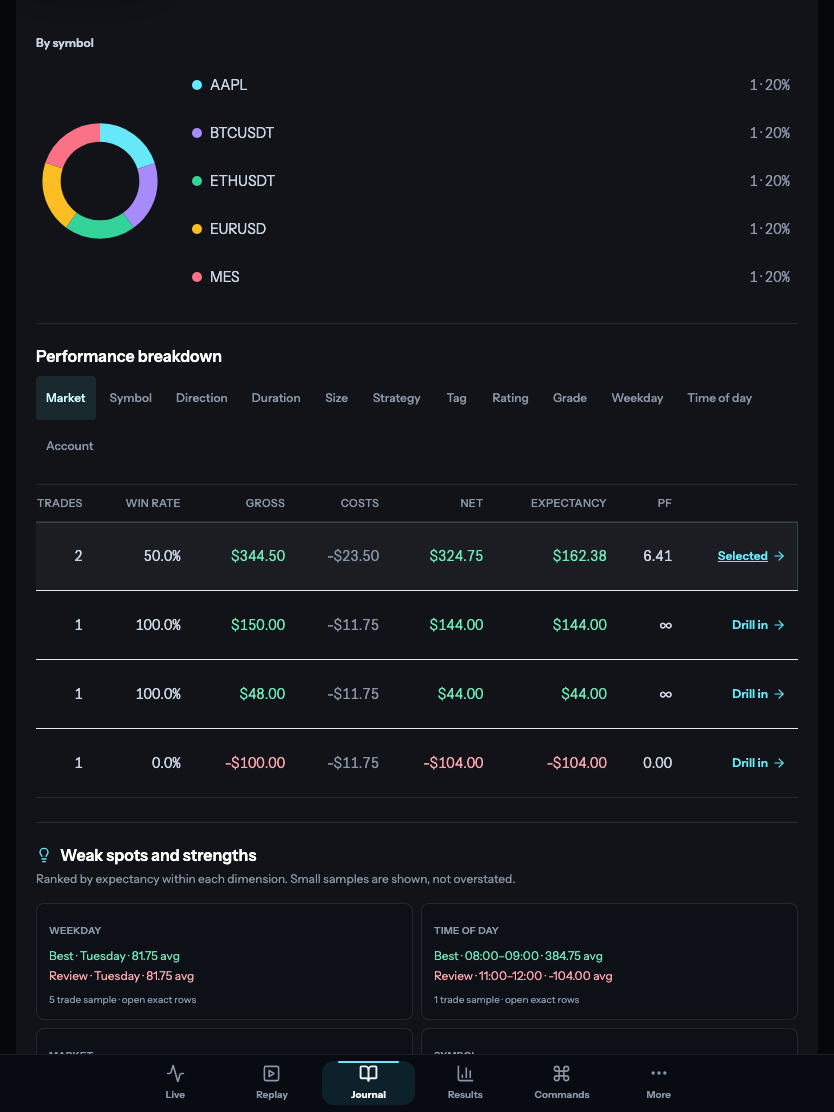 By symbol
AAPL 1 · 20%
BTCUSDT 1 · 20%
ETHUSDT 1 · 20%
EURUSD 1 · 20%
MES 1 · 20%
Performance breakdown
Market Symbol Direction Duration Size Strategy Tag Rating Grade Weekday Time of day
Account
TRADES WIN RATE GROSS COSTS NET EXPECTANCY PF
2 50.0% $344.50 -$23.50 $324.75 $162.38 6.41 Selected →
1 100.0% $150.00 -$11.75 $144.00 $144.00 ∞ Drill in →
1 100.0% $48.00 -$11.75 $44.00 $44.00 ∞ Drill in →
1 0.0% -$100.00 -$11.75 -$104.00 -$104.00 0.00 Drill in →
Weak spots and strengths
Ranked by expectancy within each dimension. Small samples are shown, not overstated.
WEEKDAY
Best · Tuesday · 81.75 avg
Review · Tuesday · 81.75 avg
5 trade sample · open exact rows
TIME OF DAY
Best · 08:00–09:00 · 384.75 avg
Review · 11:00–12:00 · -104.00 avg
1 trade sample · open exact rows
MARKET
SYMBOL
Live Replay Journal Results Commands More